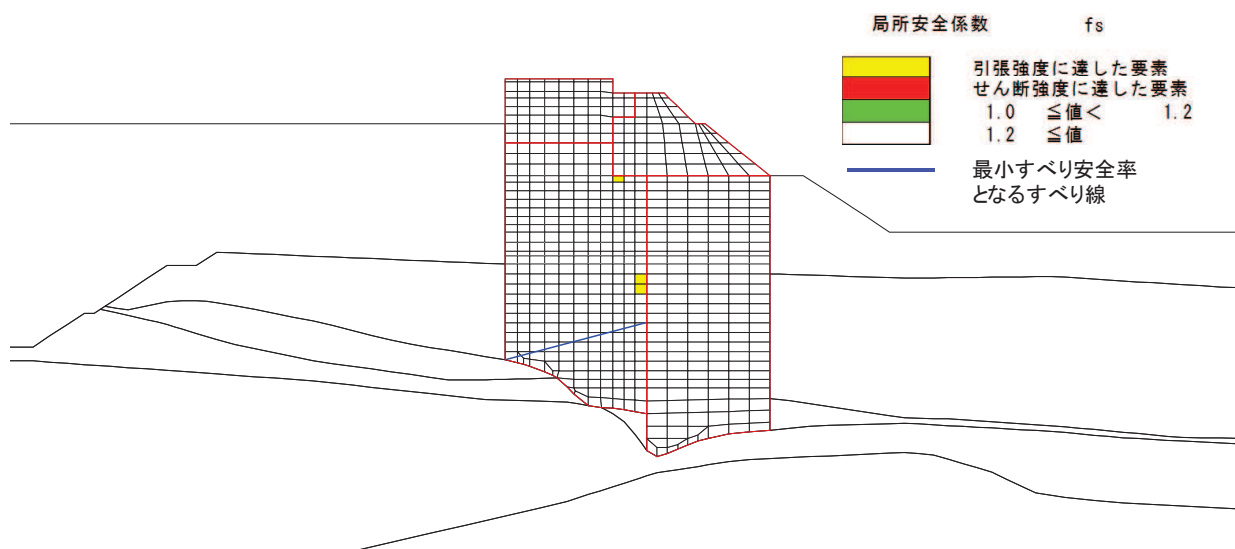 局所安全係数 fs
引張強度に達した要素
せん断強度に達した要素
1.0 ≦値< 1.2
1.2 ≦値
最小すべり安全率
となるすべり線